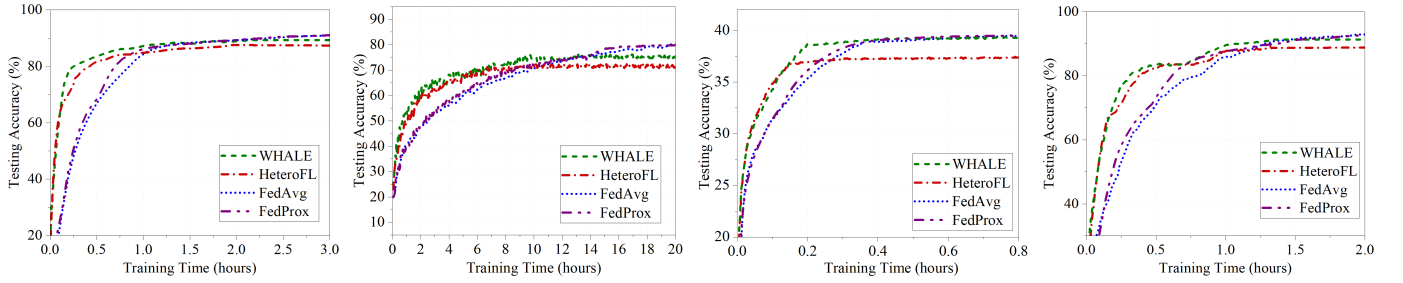 Testing Accuracy (%)
100
80
60
40
20
0.0 0.5 1.0 1.5 2.0 2.5 3.0
Training Time (hours)
WHALE
HeteroFL
FedAvg
FedProx
Testing Accuracy (%)
90
80
70
60
50
40
30
20
10
0 2 4 6 8 10 12 14 16 18 20
Training Time (hours)
WHALE
HeteroFL
FedAvg
FedProx
Testing Accuracy (%)
40
35
30
25
20
0.0 0.2 0.4 0.6 0.8
Training Time (hours)
WHALE
HeteroFL
FedAvg
FedProx
Testing Accuracy (%)
100
80
60
40
0.0 0.5 1.0 1.5 2.0
Training Time (hours)
WHALE
HeteroFL
FedAvg
FedProx